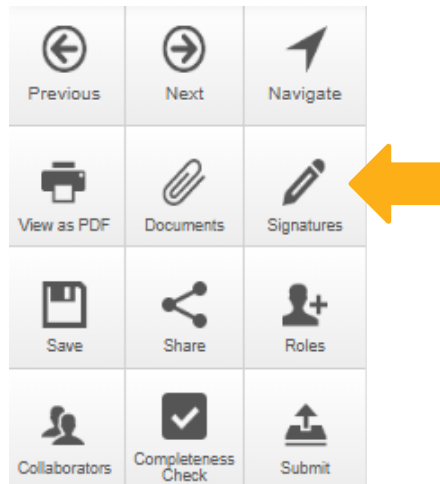 Previous
Next
Navigate
View as PDF
Documents
Signatures
Save
Share
Roles
Collaborators
Completeness
Check
Submit